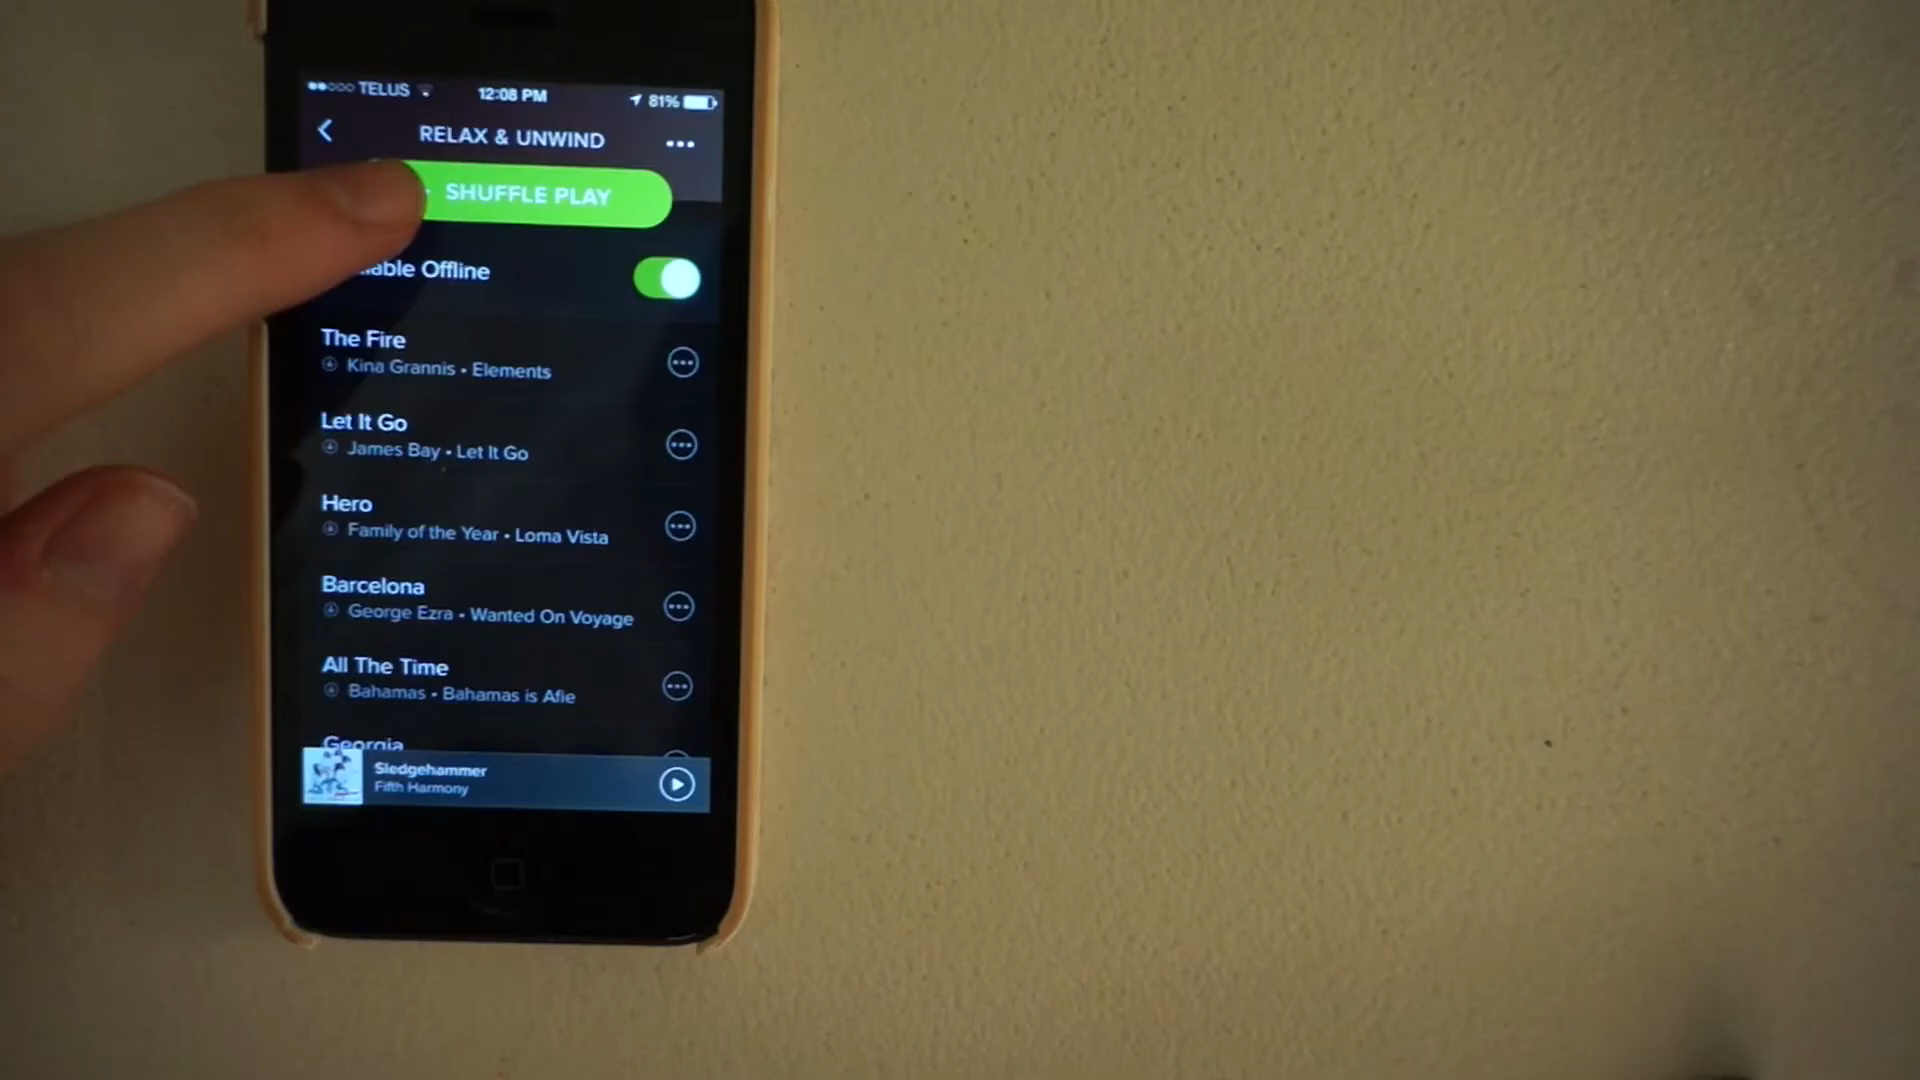 TELUS 12:08 PM 81%
RELAX & UNWIND
SHUFFLE PLAY
Offline
The Fire
Kina Grannis • Elements
Let It Go
James Bay • Let It Go
Hero
Family of the Year • Loma Vista
Barcelona
George Ezra • Wanted On Voyage
All The Time
Bahamas • Bahamas is Afie
Georgia
Sledgehammer
Fifth Harmony